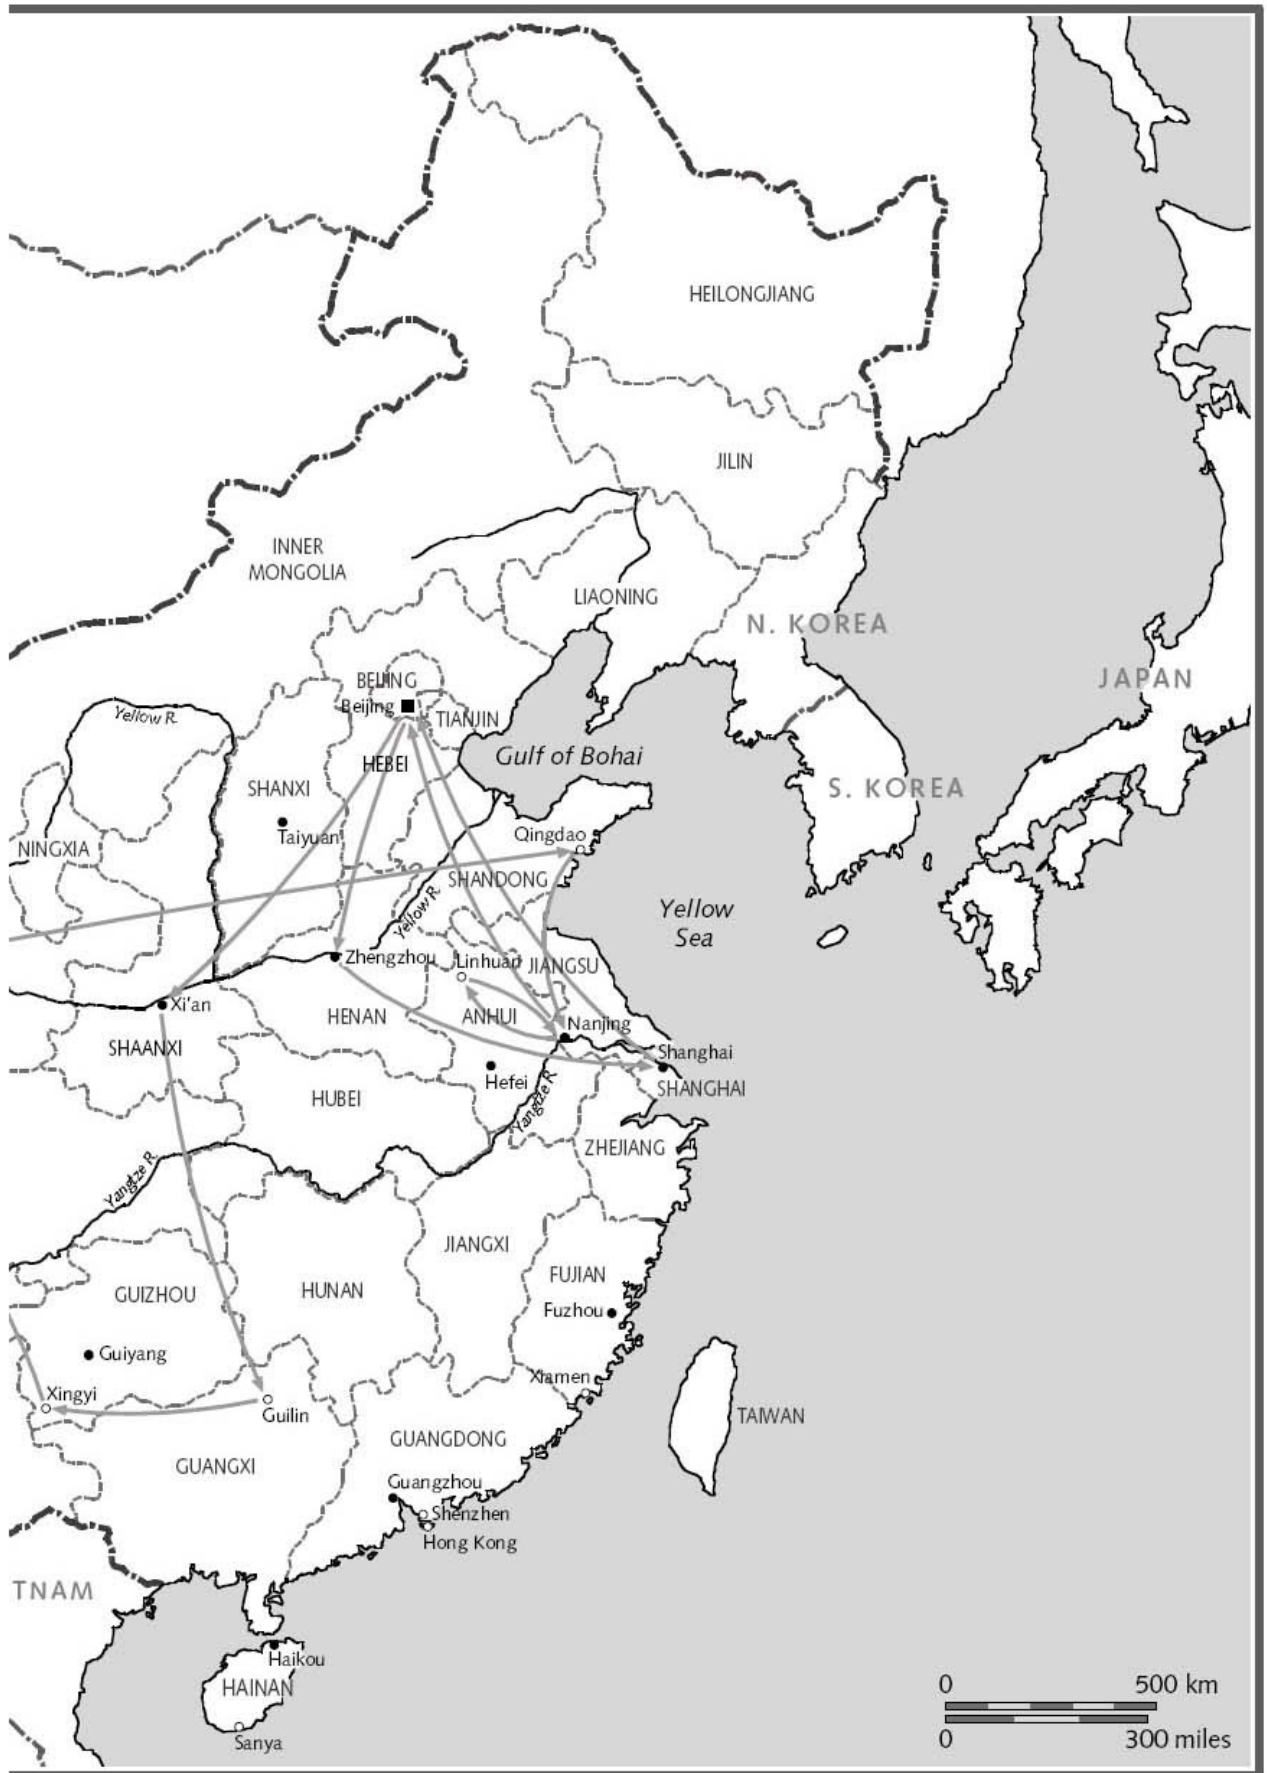 HEILONGJIANG
JILIN
INNER
MONGOLIA
LIAONING
N. KOREA
JAPAN
BEIJING
Beijing
TIANJIN
Yellow R.
Gulf of Bohai
HEBEI
SHANXI
S. KOREA
Taiyuan
Qingdao
NINGXIA
SHANDONG
Yellow R.
Yellow
Sea
Zhengzhou
Linhuan
JIANGSU
Xi'an
HENAN
ANHUI
Nanjing
SHAANXI
Shanghai
Hefei
SHANGHAI
HUBEI
Yangtze R.
ZHEJIANG
Yangtze R.
JIANGXI
FUJIAN
GUIZHOU
HUNAN
Fuzhou
Guiyang
Xiamen
Xingyi
Guilin
TAIWAN
GUANGDONG
GUANGXI
Guangzhou
Shenzhen
Hong Kong
TNAM
Haikou
HAINAN
Sanya
0 500 km
0 300 miles